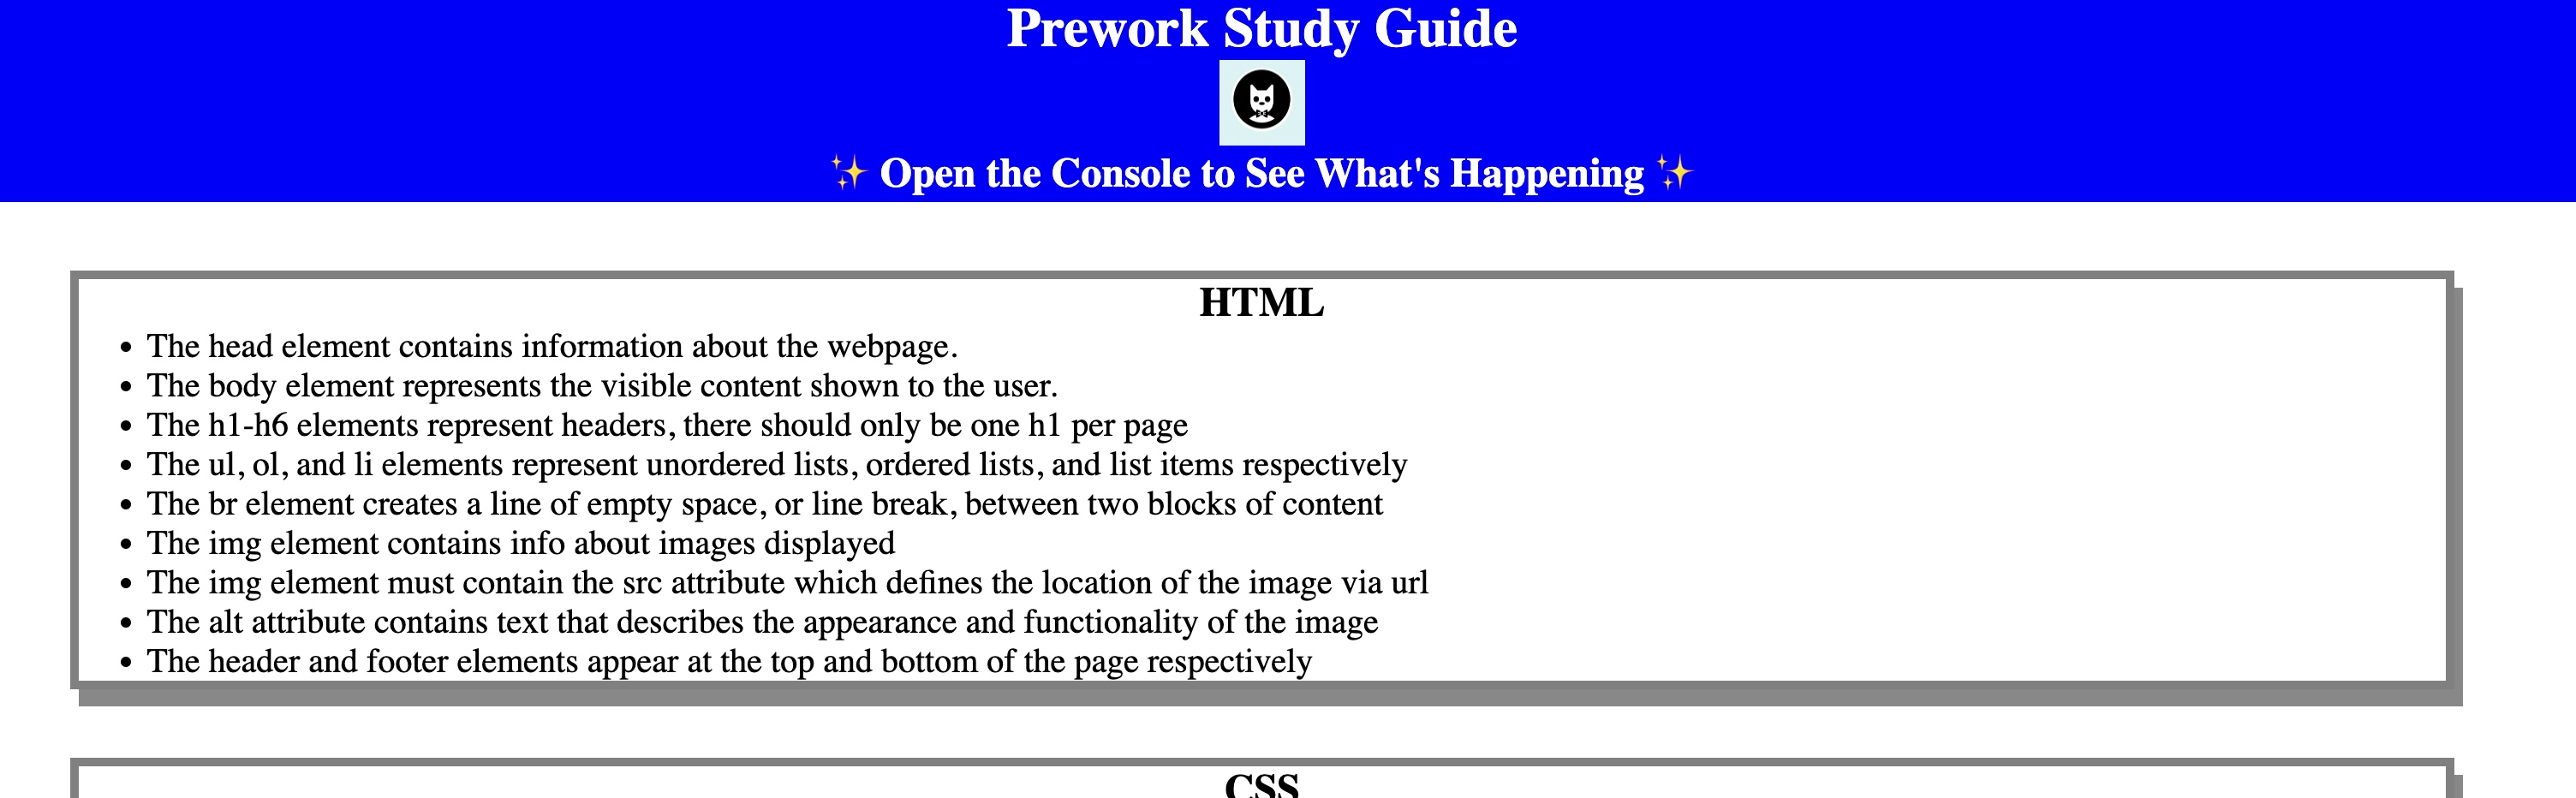 Prework Study Guide
✨ Open the Console to See What's Happening ✨
HTML
• The head element contains information about the webpage.
• The body element represents the visible content shown to the user.
• The h1-h6 elements represent headers, there should only be one h1 per page
• The ul, ol, and li elements represent unordered lists, ordered lists, and list items respectively
• The br element creates a line of empty space, or line break, between two blocks of content
• The img element contains info about images displayed
• The img element must contain the src attribute which defines the location of the image via url
• The alt attribute contains text that describes the appearance and functionality of the image
• The header and footer elements appear at the top and bottom of the page respectively
CSS